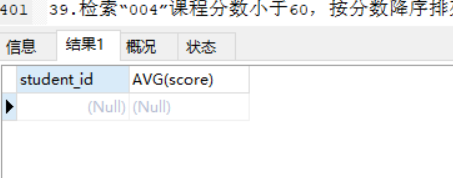 401 39.检索“004”课程分数小于60，按分数降序排
信息 结果1 概况 状态
student_id AVG(score)
(Null) (Null)